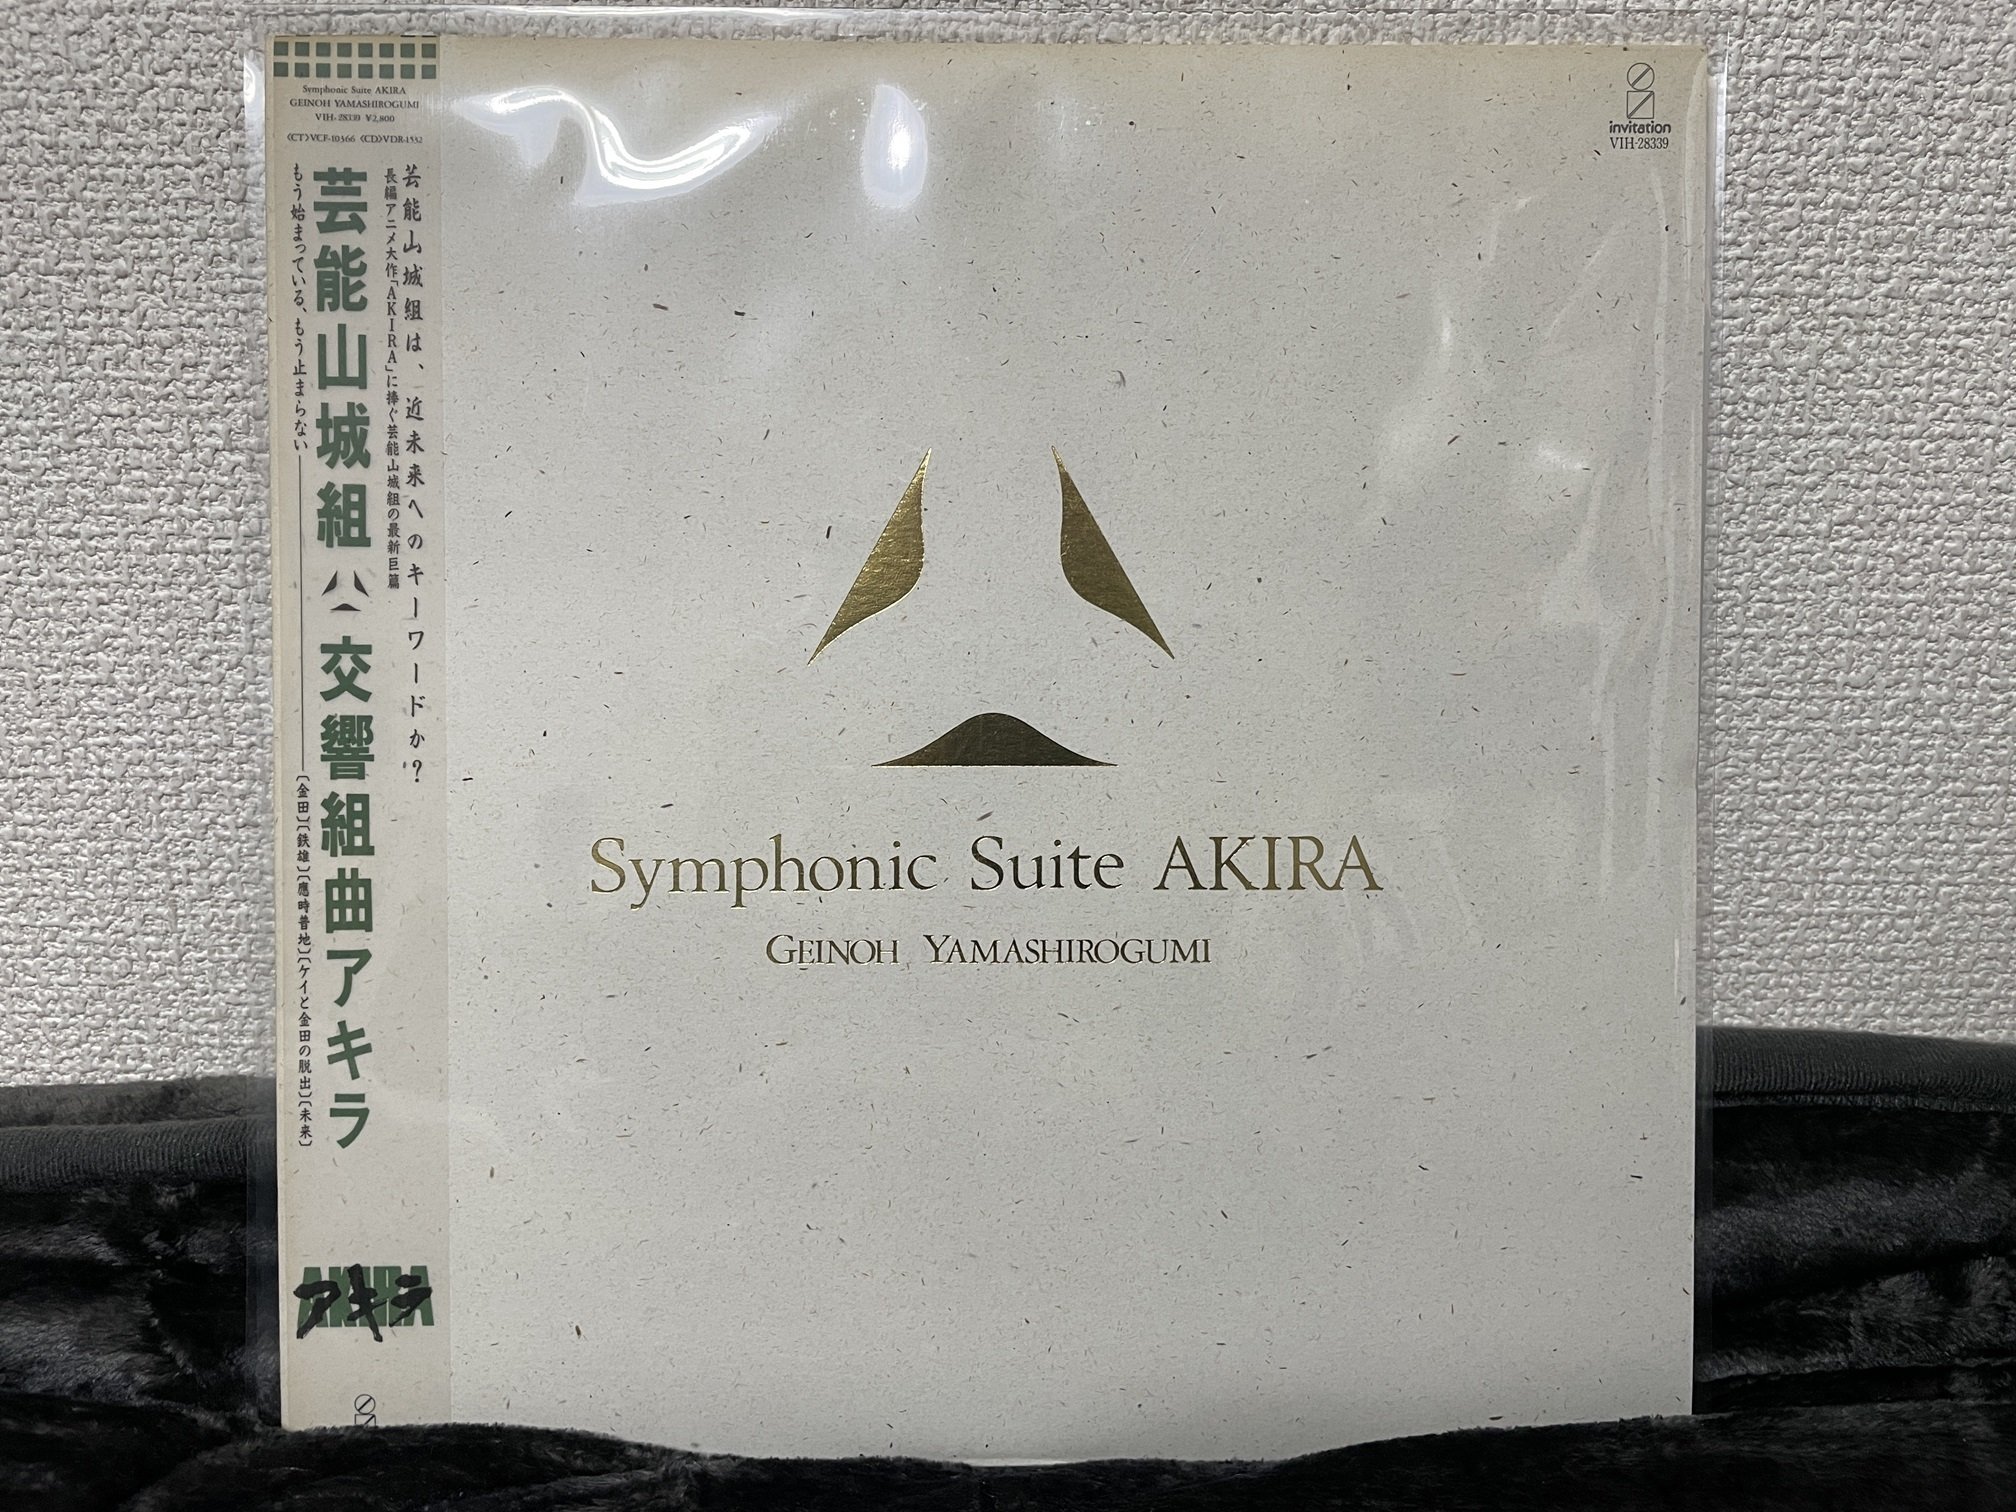 Symphonic Suite AKIRA
GEINOH YAMASHIROGUMI
VIH-28339 ¥2,800
〈CT〉VCF-10366 〈CD〉VDR-1532
芸能山城組は、近未来へのキーワードか?
長編アニメ大作「AKIRA」に捧ぐ芸能山城組の最新巨篇
芸能山城組 交響組曲アキラ
もう始まっている、もう止まらない――〔金田〕〔鉄雄〕〔應時昔地〕〔ケイと金田の脱出〕〔未来〕
AKIRA
アキラ
invitation
VIH-28339
Symphonic Suite AKIRA
GEINOH YAMASHIROGUMI